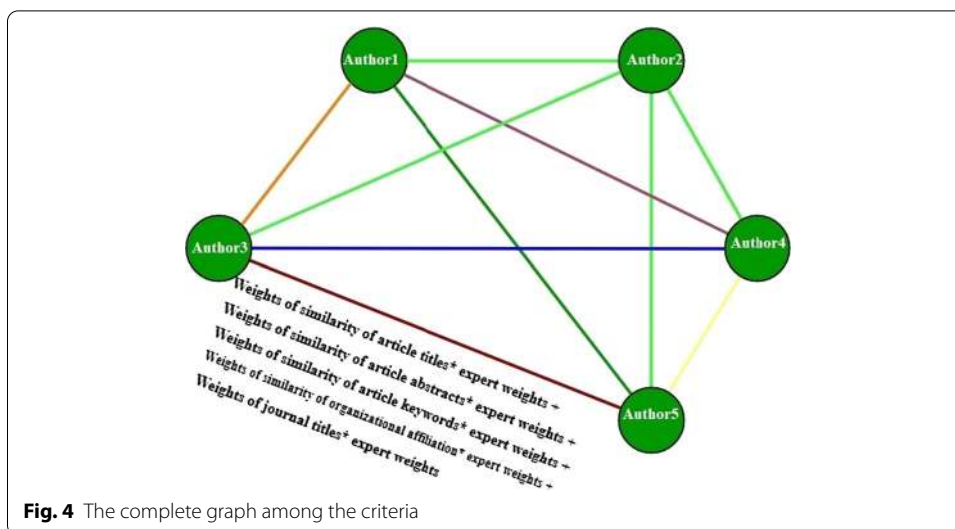 Author1
Author2
Author3
Author4
Weights of similarity of article titles* expert weights +
Weights of similarity of article abstracts* expert weights +
Weights of similarity of article keywords* expert weights +
Weights of similarity of organizational affiliation* expert weights +
Weights of journal titles* expert weights
Author5
Fig. 4 The complete graph among the criteria